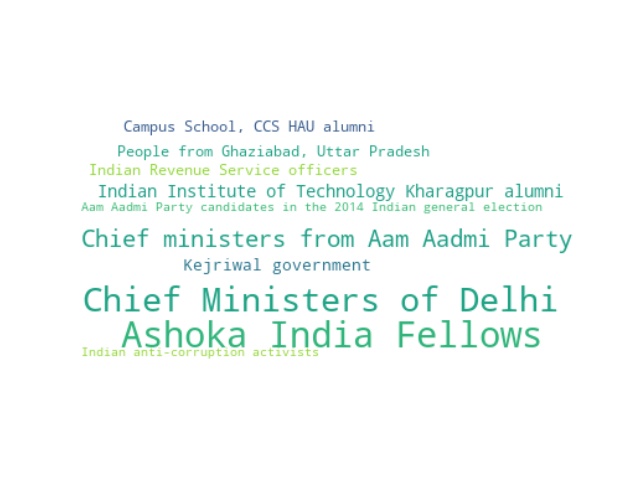 Campus School, CCS HAU alumni
People from Ghaziabad, Uttar Pradesh
Indian Revenue Service officers
Indian Institute of Technology Kharagpur alumni
Aam Aadmi Party candidates in the 2014 Indian general election
Chief ministers from Aam Aadmi Party
Kejriwal government
Chief Ministers of Delhi
Ashoka India Fellows
Indian anti-corruption activists